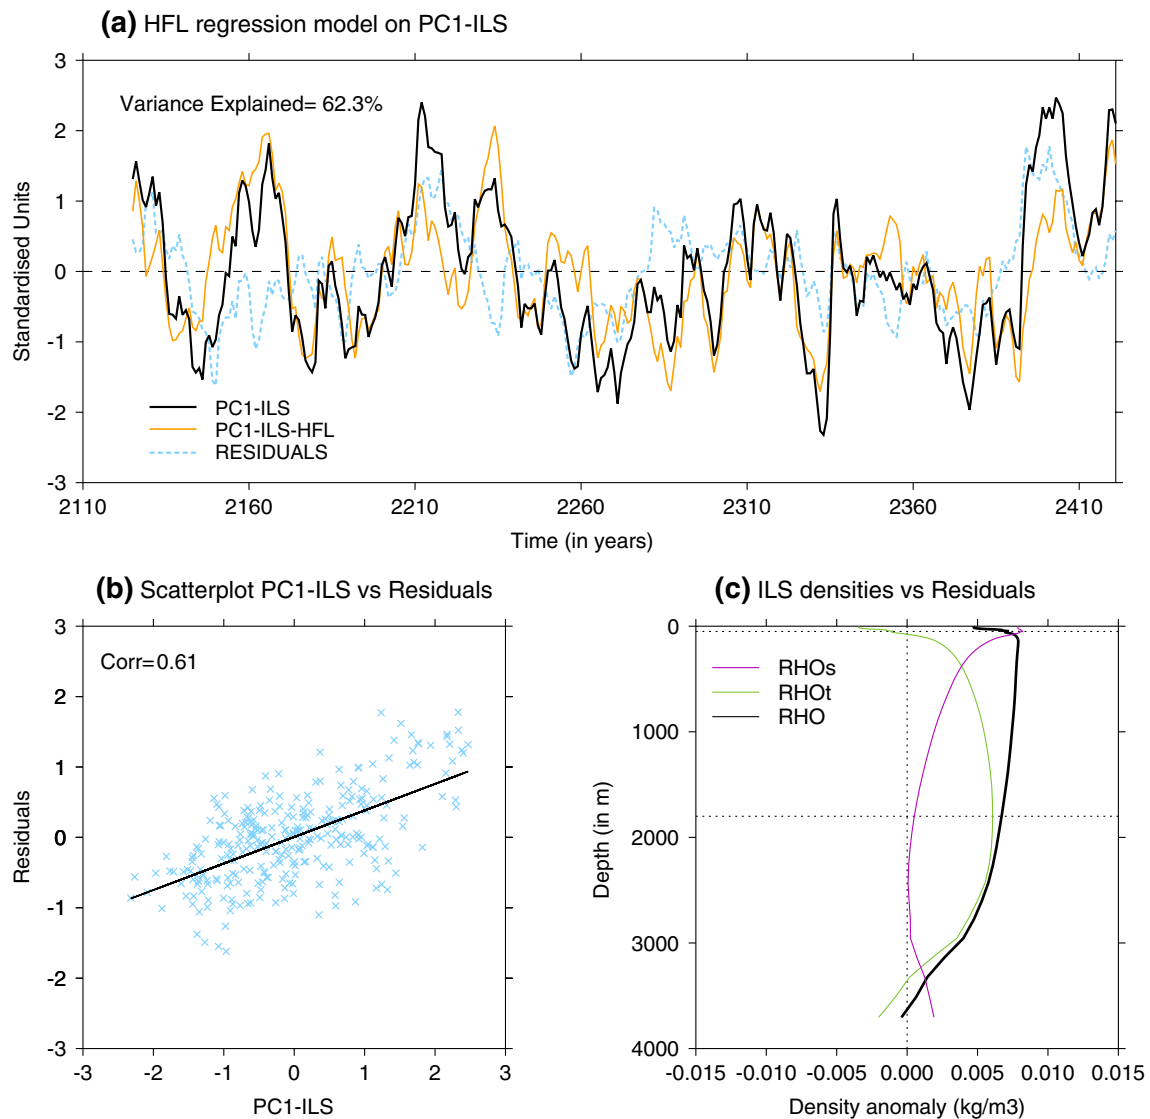 (a) HFL regression model on PC1-ILS
3
2
1
0
-1
-2
-3
Standardised Units
Variance Explained= 62.3%
PC1-ILS
PC1-ILS-HFL
RESIDUALS
2110 2160 2210 2260 2310 2360 2410
Time (in years)
(b) Scatterplot PC1-ILS vs Residuals
3
2
1
0
-1
-2
-3
Residuals
Corr=0.61
-3 -2 -1 0 1 2 3
PC1-ILS
(c) ILS densities vs Residuals
0
1000
2000
3000
4000
Depth (in m)
RHOs
RHOt
RHO
-0.015 -0.010 -0.005 0.000 0.005 0.010 0.015
Density anomaly (kg/m3)